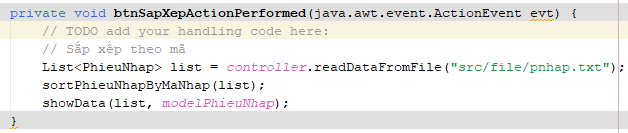 private void btnSapXepActionPerformed(java.awt.event.ActionEvent evt) {
// TODO add your handling code here:
// Sắp xếp theo mã
List<PhieuNhap> list = controller.readDataFromFile("src/file/pnhap.txt");
sortPhieuNhapByMaNhap(list);
showData(list, modelPhieuNhap);
}